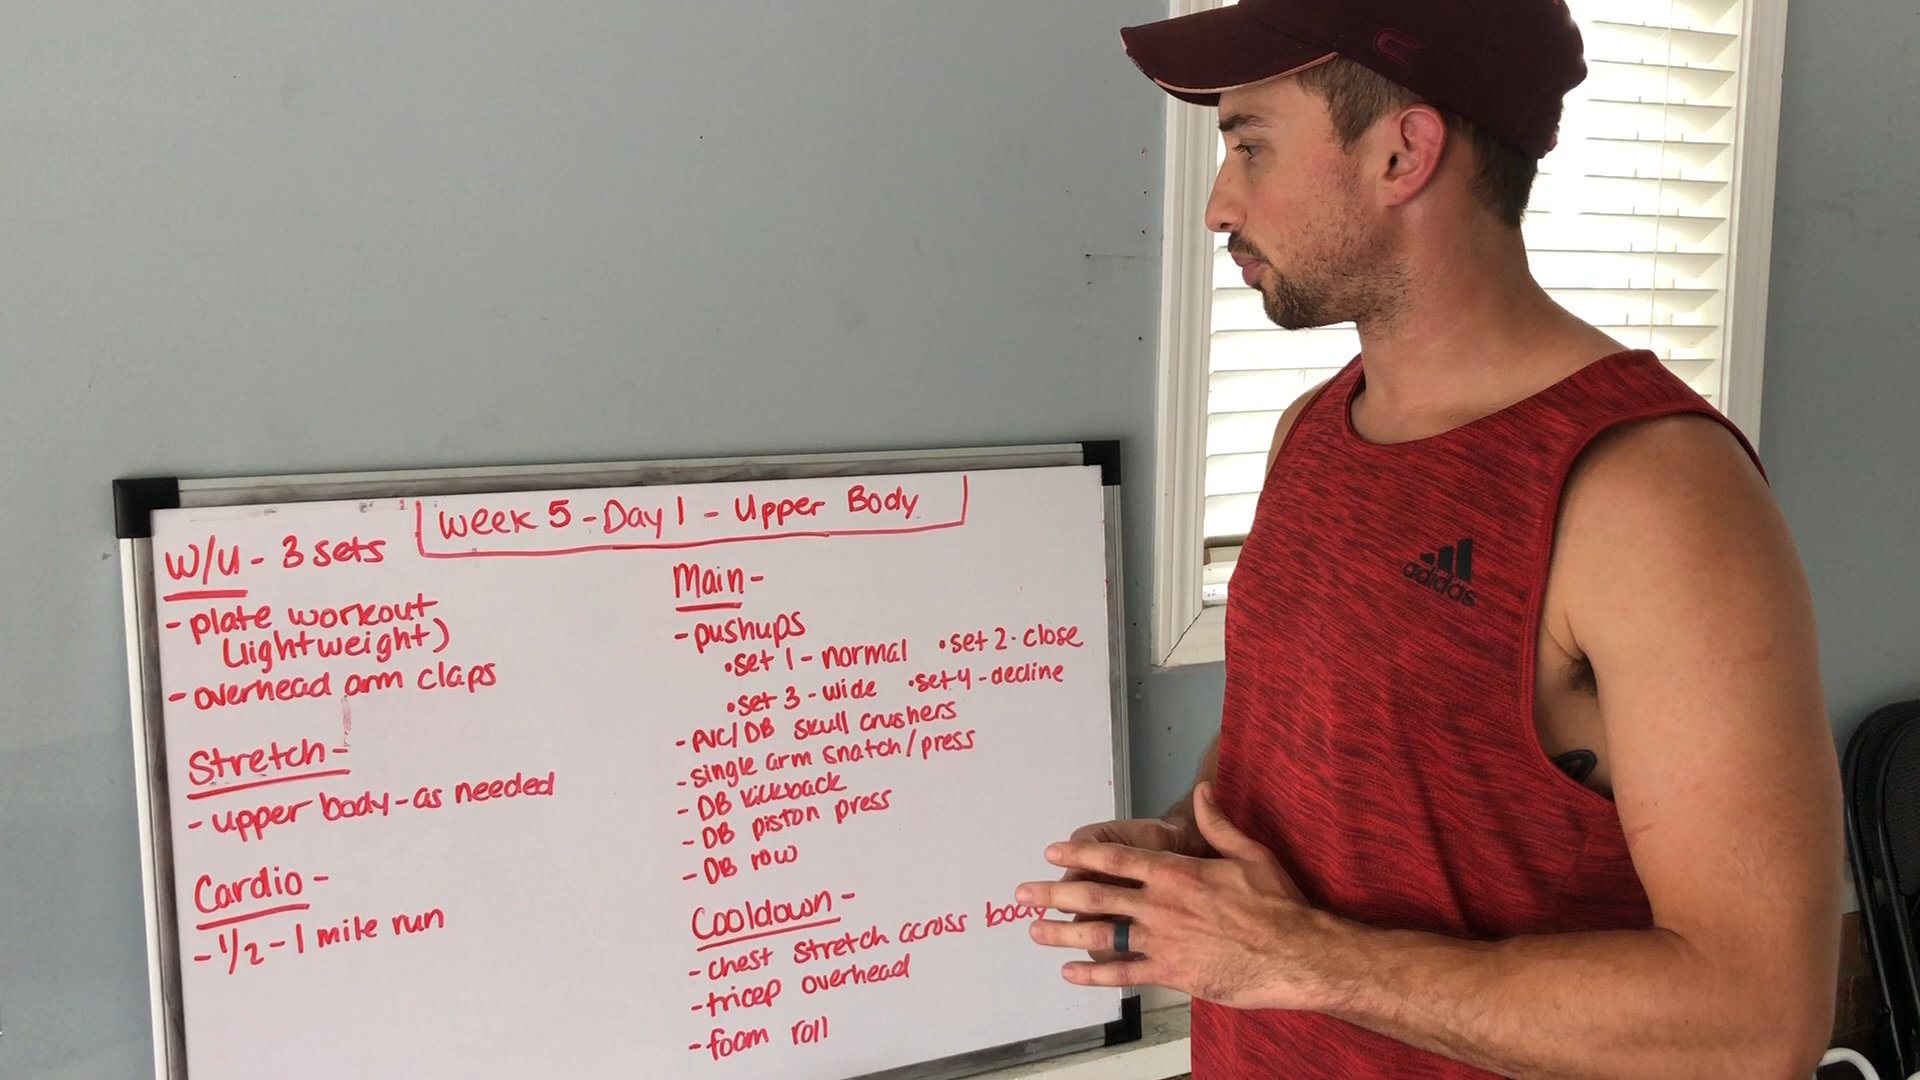 Week 5 - Day 1 - Upper Body
W/U - 3 sets
- plate workout
(lightweight)
- overhead arm claps
Stretch -
- upper body - as needed
Cardio -
- 1/2 - 1 mile run
Main -
- pushups
• set 1 - normal • set 2 - close
• set 3 - wide • set 4 - decline
- PVC/DB skull crushers
- single arm snatch/press
- DB kickback
- DB piston press
- DB row
Cooldown -
- chest stretch across body
- tricep overhead
- foam roll
adidas